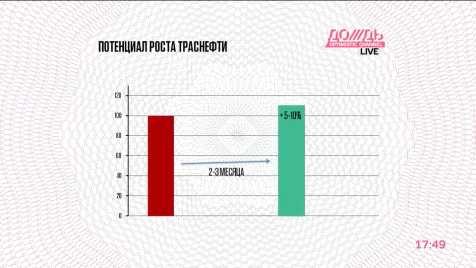 ПОТЕНЦИАЛ РОСТА ТРАСНЕФТИ
ДОЖДЬ
OPTIMISTIC CHANNEL
LIVE
120
100
80
60
40
20
0
+ 5-10%
2-3 МЕСЯЦА
17:49